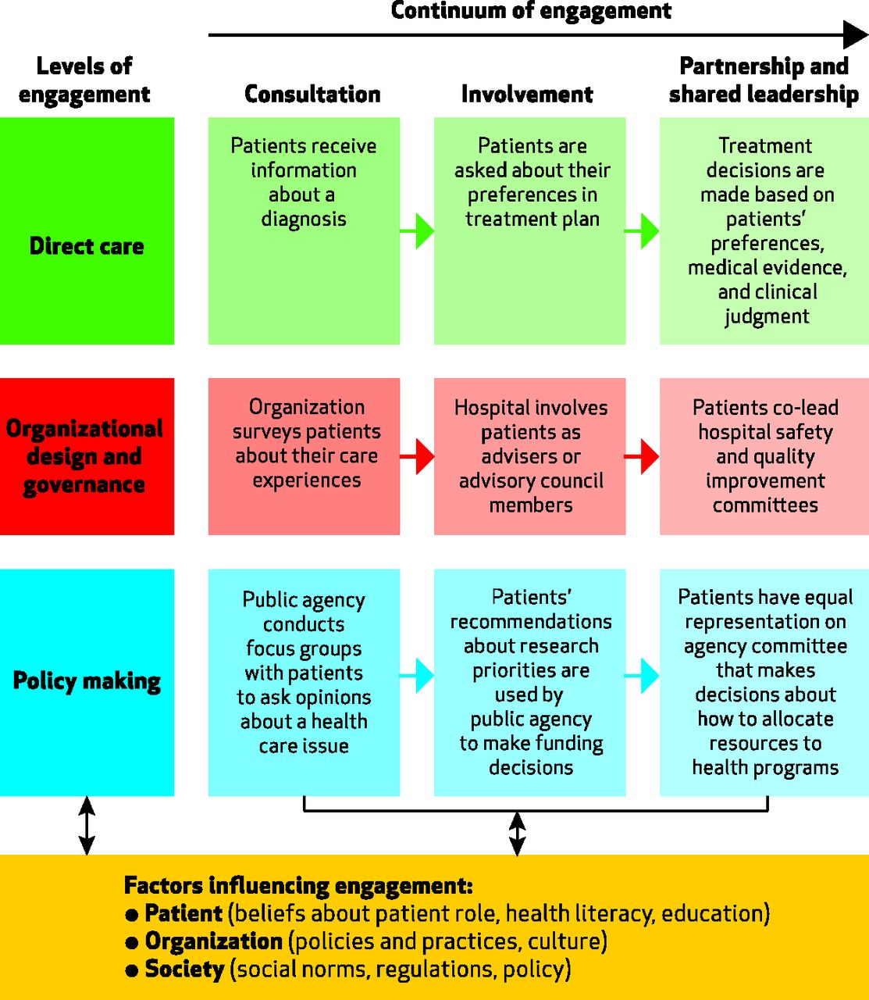 Continuum of engagement
Levels of
engagement
Consultation
Involvement
Partnership and
shared leadership
Direct care
Patients receive
information
about a
diagnosis
Patients are
asked about their
preferences in
treatment plan
Treatment
decisions are
made based on
patients’
preferences,
medical evidence,
and clinical
judgment
Organizational
design and
governance
Organization
surveys patients
about their care
experiences
Hospital involves
patients as
advisers or
advisory council
members
Patients co-lead
hospital safety
and quality
improvement
committees
Policy making
Public agency
conducts
focus groups
with patients
to ask opinions
about a health
care issue
Patients’
recommendations
about research
priorities are
used by
public agency
to make funding
decisions
Patients have equal
representation on
agency committee
that makes
decisions about
how to allocate
resources to
health programs
Factors influencing engagement:
● Patient (beliefs about patient role, health literacy, education)
● Organization (policies and practices, culture)
● Society (social norms, regulations, policy)